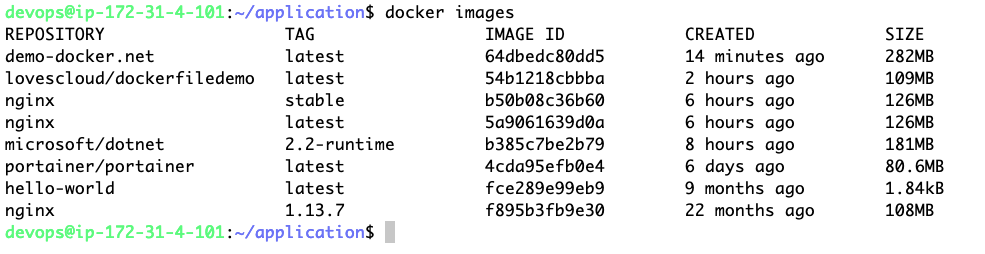 devops@ip-172-31-4-101:~/application$ docker images
REPOSITORY TAG IMAGE ID CREATED SIZE
demo-docker.net latest 64dbedc80dd5 14 minutes ago 282MB
lovescloud/dockerfiledemo latest 54b1218cbbba 2 hours ago 109MB
nginx stable b50b08c36b60 6 hours ago 126MB
nginx latest 5a9061639d0a 6 hours ago 126MB
microsoft/dotnet 2.2-runtime b385c7be2b79 8 hours ago 181MB
portainer/portainer latest 4cda95efb0e4 6 days ago 80.6MB
hello-world latest fce289e99eb9 9 months ago 1.84kB
nginx 1.13.7 f895b3fb9e30 22 months ago 108MB
devops@ip-172-31-4-101:~/application$